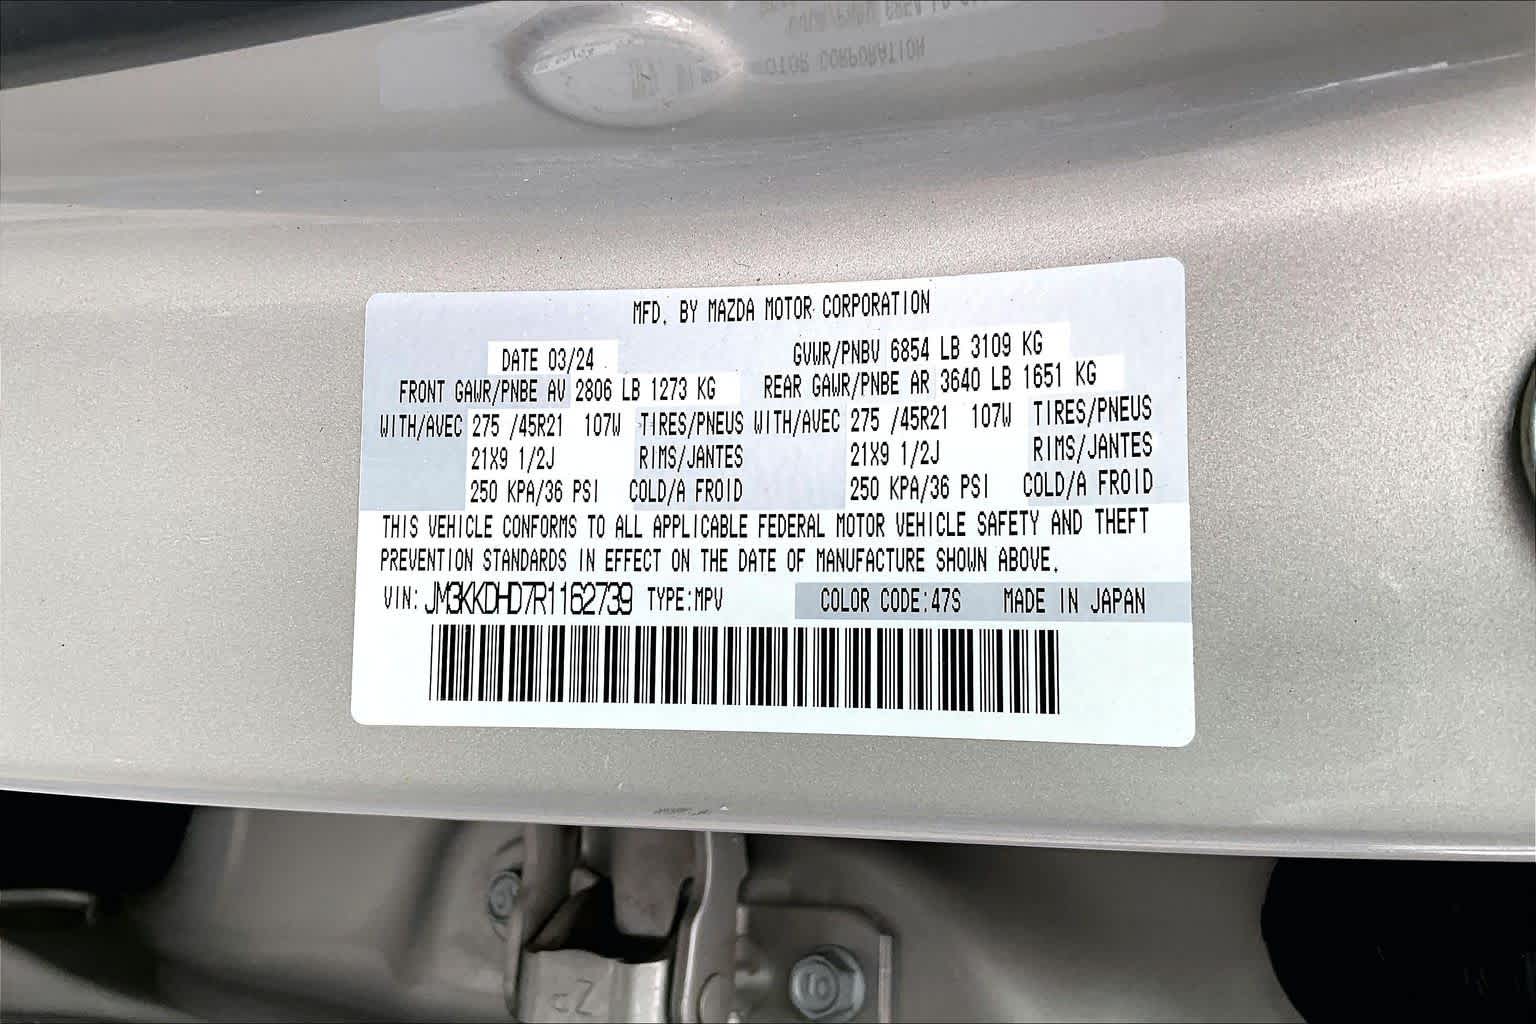 MFD. BY MAZDA MOTOR CORPORATION
DATE 03/24 GVWR/PNBV 6854 LB 3109 KG
FRONT GAWR/PNBE AV 2806 LB 1273 KG REAR GAWR/PNBE AR 3640 LB 1651 KG
WITH/AVEC 275 /45R21 107W TIRES/PNEUS WITH/AVEC 275 /45R21 107W TIRES/PNEUS
21X9 1/2J RIMS/JANTES 21X9 1/2J RIMS/JANTES
250 KPA/36 PSI COLD/A FROID 250 KPA/36 PSI COLD/A FROID
THIS VEHICLE CONFORMS TO ALL APPLICABLE FEDERAL MOTOR VEHICLE SAFETY AND THEFT
PREVENTION STANDARDS IN EFFECT ON THE DATE OF MANUFACTURE SHOWN ABOVE.
VIN: JM3KKDHD7R1162739 TYPE:MPV COLOR CODE:47S MADE IN JAPAN